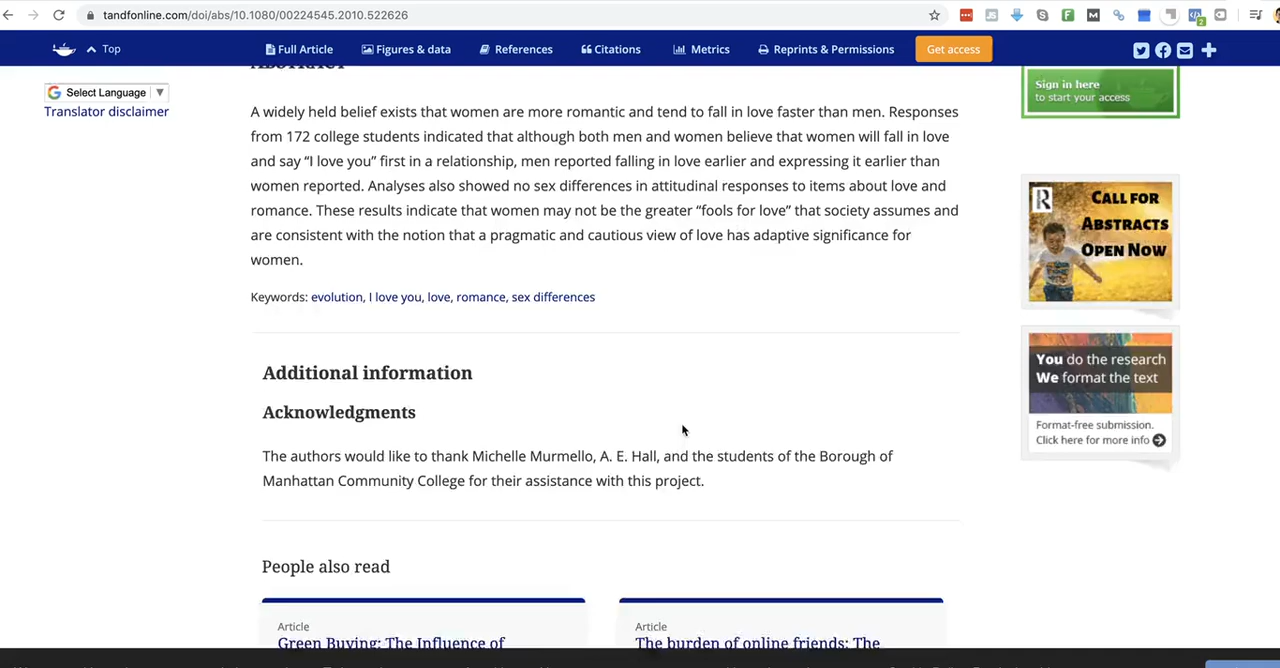 tandfonline.com/doi/abs/10.1080/00224545.2010.522626
Top
Full Article
Figures & data
References
Citations
Metrics
Reprints & Permissions
Get access
Select Language
Translator disclaimer
ABSTRACT
A widely held belief exists that women are more romantic and tend to fall in love faster than men. Responses
from 172 college students indicated that although both men and women believe that women will fall in love
and say “I love you” first in a relationship, men reported falling in love earlier and expressing it earlier than
women reported. Analyses also showed no sex differences in attitudinal responses to items about love and
romance. These results indicate that women may not be the greater “fools for love” that society assumes and
are consistent with the notion that a pragmatic and cautious view of love has adaptive significance for
women.
Keywords: evolution, I love you, love, romance, sex differences
Additional information
Acknowledgments
The authors would like to thank Michelle Murmello, A. E. Hall, and the students of the Borough of
Manhattan Community College for their assistance with this project.
People also read
Article
Green Buying: The Influence of
Article
The burden of online friends: The
Sign in here
to start your access
R
Call for
Abstracts
Open Now
You do the research
We format the text
Format-free submission.
Click here for more info